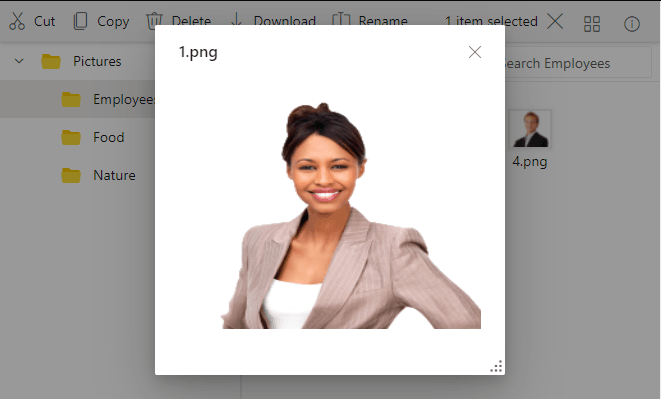 Cut Copy Delete Download Rename 1 item selected
1.png
Pictures
Search Employees
Employees
Food
4.png
Nature